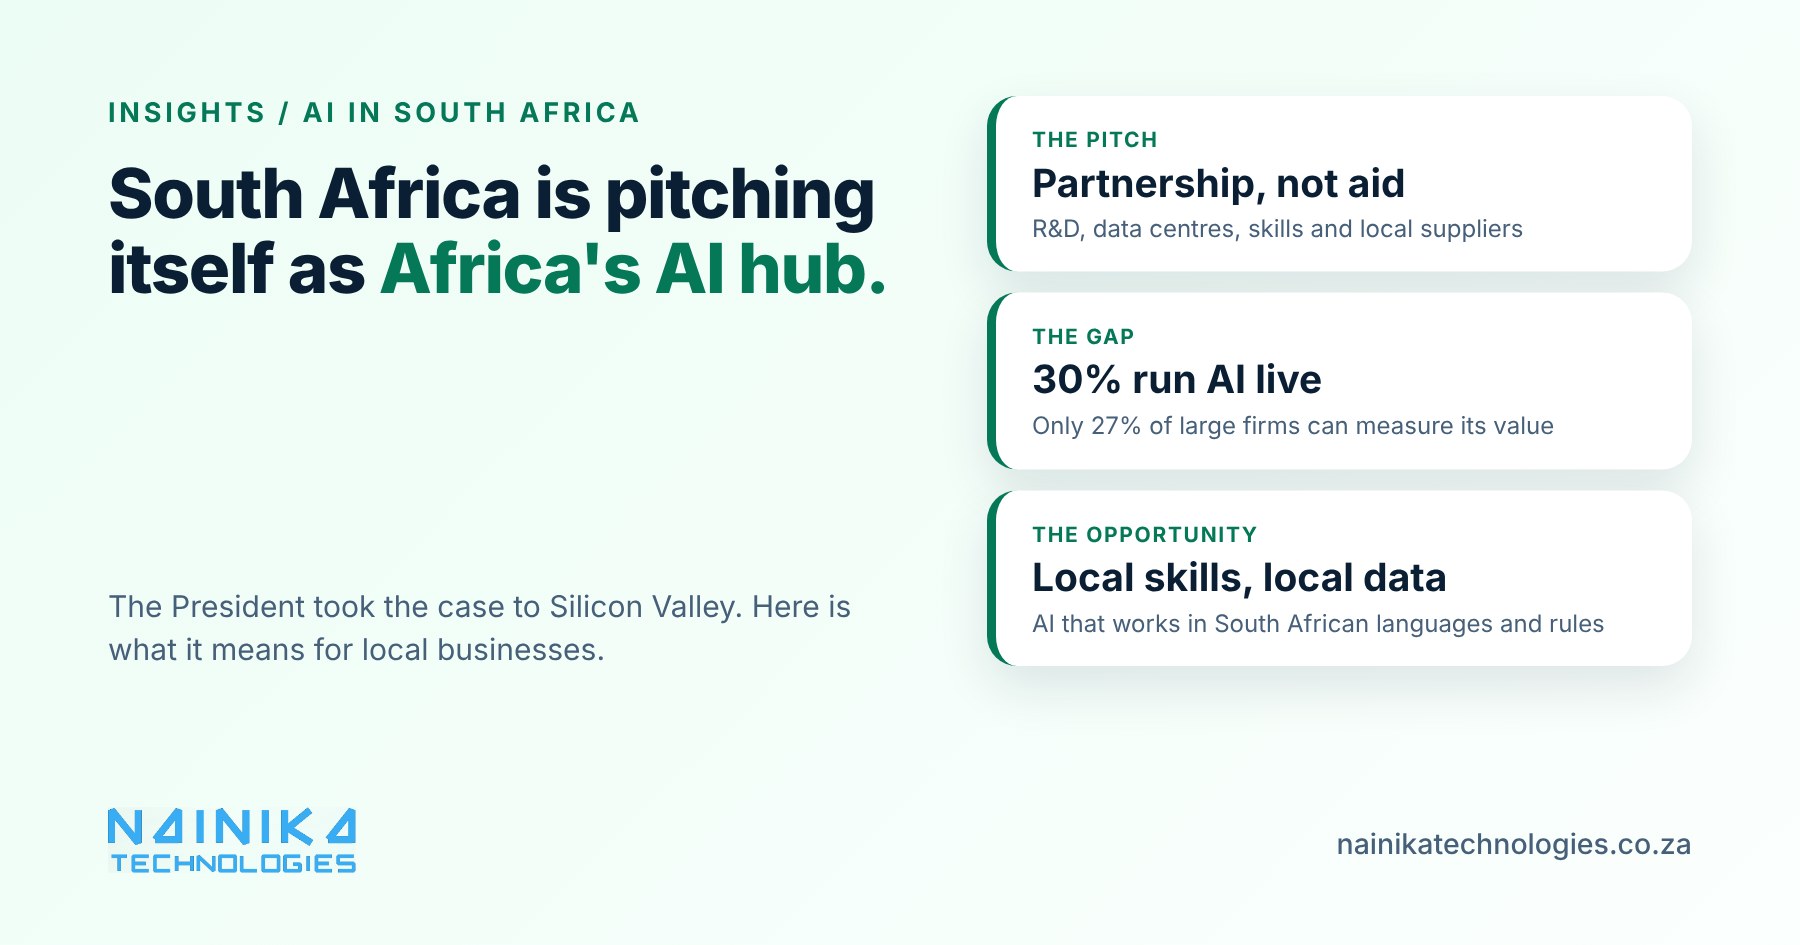 INSIGHTS / AI IN SOUTH AFRICA
South Africa is pitching
itself as Africa's AI hub.
The President took the case to Silicon Valley. Here is
what it means for local businesses.
THE PITCH
Partnership, not aid
R&D, data centres, skills and local suppliers
THE GAP
30% run AI live
Only 27% of large firms can measure its value
THE OPPORTUNITY
Local skills, local data
AI that works in South African languages and rules
NAINIKA
TECHNOLOGIES
nainikatechnologies.co.za